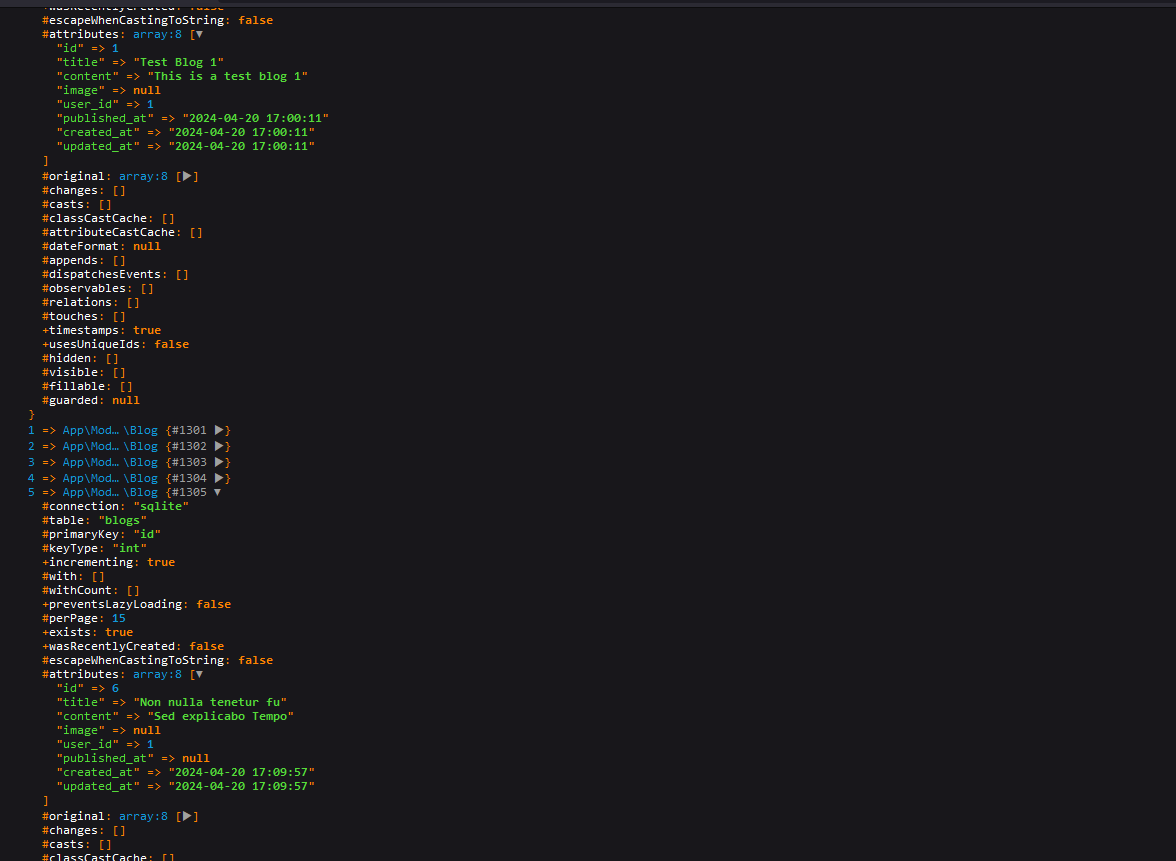 +wasRecentlyCreated: false
#escapeWhenCastingToString: false
#attributes: array:8 [▼
"id" => 1
"title" => "Test Blog 1"
"content" => "This is a test blog 1"
"image" => null
"user_id" => 1
"published_at" => "2024-04-20 17:00:11"
"created_at" => "2024-04-20 17:00:11"
"updated_at" => "2024-04-20 17:00:11"
]
#original: array:8 [▶]
#changes: []
#casts: []
#classCastCache: []
#attributeCastCache: []
#dateFormat: null
#appends: []
#dispatchesEvents: []
#observables: []
#relations: []
#touches: []
+timestamps: true
+usesUniqueIds: false
#hidden: []
#visible: []
#fillable: []
#guarded: null
}
1 => App\Mod…\Blog {#1301 ▶}
2 => App\Mod…\Blog {#1302 ▶}
3 => App\Mod…\Blog {#1303 ▶}
4 => App\Mod…\Blog {#1304 ▶}
5 => App\Mod…\Blog {#1305 ▼
#connection: "sqlite"
#table: "blogs"
#primaryKey: "id"
#keyType: "int"
+incrementing: true
#with: []
#withCount: []
+preventsLazyLoading: false
#perPage: 15
+exists: true
+wasRecentlyCreated: false
#escapeWhenCastingToString: false
#attributes: array:8 [▼
"id" => 6
"title" => "Non nulla tenetur fu"
"content" => "Sed explicabo Tempo"
"image" => null
"user_id" => 1
"published_at" => null
"created_at" => "2024-04-20 17:09:57"
"updated_at" => "2024-04-20 17:09:57"
]
#original: array:8 [▶]
#changes: []
#casts: []
#classCastCache: []